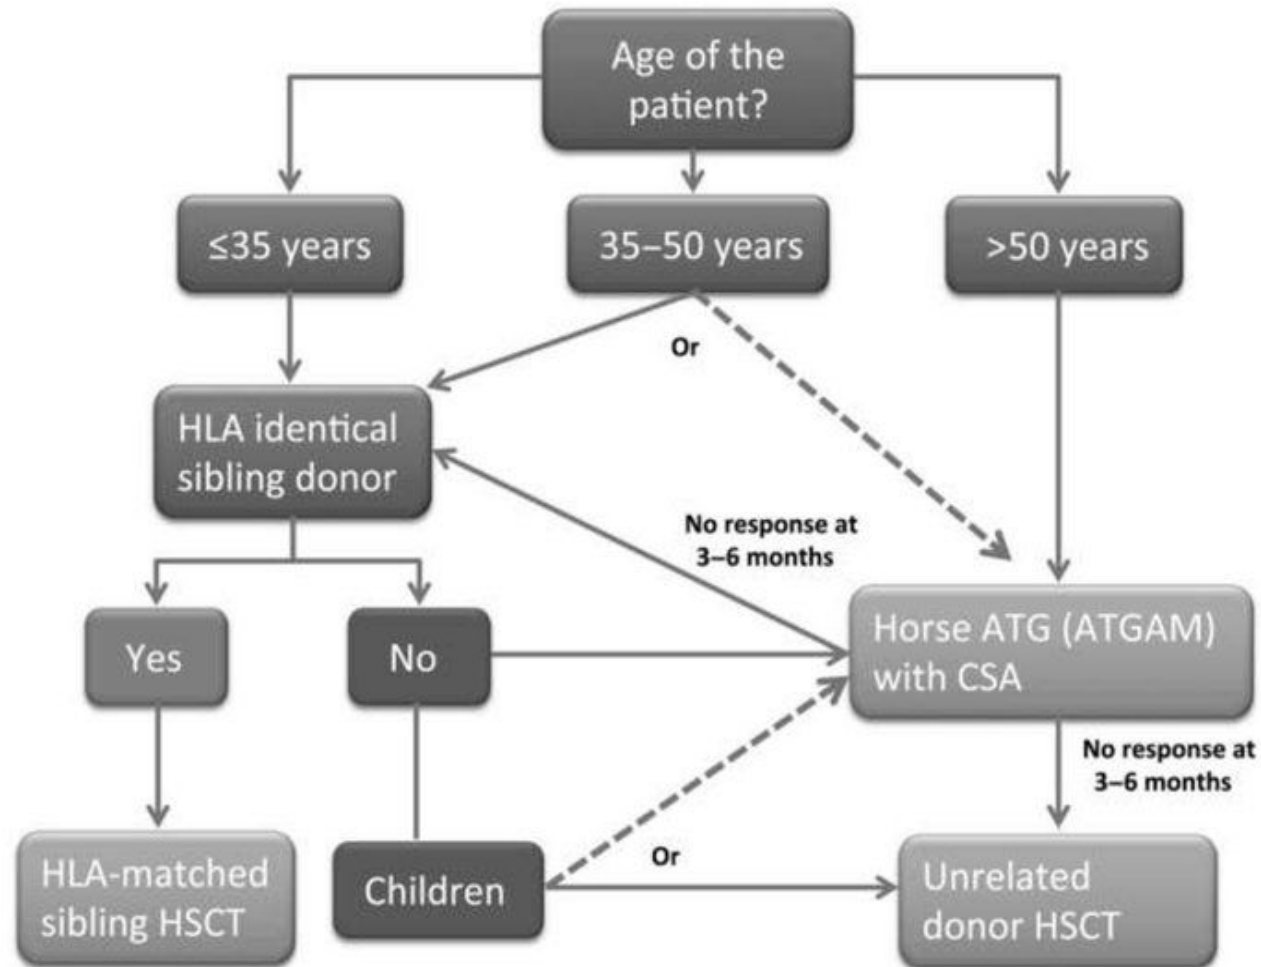 Age of the
patient?
≤35 years
35–50 years
>50 years
Or
HLA identical
sibling donor
No response at
3–6 months
Yes
No
Horse ATG (ATGAM)
with CSA
No response at
3–6 months
HLA-matched
sibling HSCT
Children
Or
Unrelated
donor HSCT